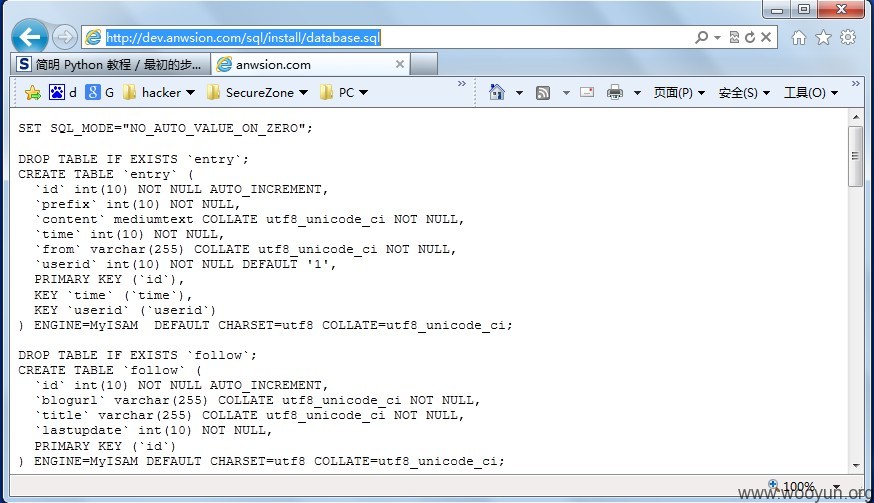 http://dev.anwsion.com/sql/install/database.sql
简明 Python 教程 / 最初的步...
anwsion.com
d
G
hacker
SecureZone
PC
页面(P)
安全(S)
工具(O)
SET SQL_MODE="NO_AUTO_VALUE_ON_ZERO";
DROP TABLE IF EXISTS `entry`;
CREATE TABLE `entry` (
`id` int(10) NOT NULL AUTO_INCREMENT,
`prefix` int(10) NOT NULL,
`content` mediumtext COLLATE utf8_unicode_ci NOT NULL,
`time` int(10) NOT NULL,
`from` varchar(255) COLLATE utf8_unicode_ci NOT NULL,
`userid` int(10) NOT NULL DEFAULT '1',
PRIMARY KEY (`id`),
KEY `time` (`time`),
KEY `userid` (`userid`)
) ENGINE=MyISAM  DEFAULT CHARSET=utf8 COLLATE=utf8_unicode_ci;
DROP TABLE IF EXISTS `follow`;
CREATE TABLE `follow` (
`id` int(10) NOT NULL AUTO_INCREMENT,
`blogurl` varchar(255) COLLATE utf8_unicode_ci NOT NULL,
`title` varchar(255) COLLATE utf8_unicode_ci NOT NULL,
`lastupdate` int(10) NOT NULL,
PRIMARY KEY (`id`)
) ENGINE=MyISAM DEFAULT CHARSET=utf8 COLLATE=utf8_unicode_ci;
100%
www.wooyun.org